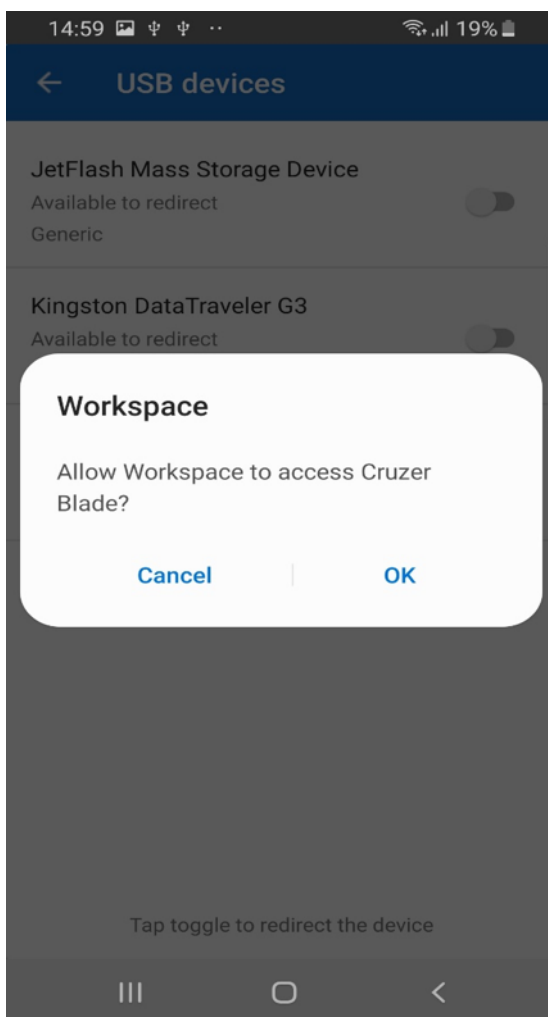 14:59
19%
USB devices
JetFlash Mass Storage Device
Available to redirect
Generic
Kingston DataTraveler G3
Available to redirect
Workspace
Allow Workspace to access Cruzer
Blade?
Cancel
OK
Tap toggle to redirect the device